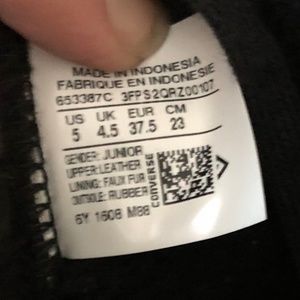 MADE IN INDONESIA
FABRIQUE EN INDONESIE
653387C 3FPS2QRZ00107
US UK EUR CM
5 4.5 37.5 23
GENDER: JUNIOR
UPPER: LEATHER
LINING: FAUX FUR
OUTSOLE: RUBBER
6Y 1608 M88
CONVERSE